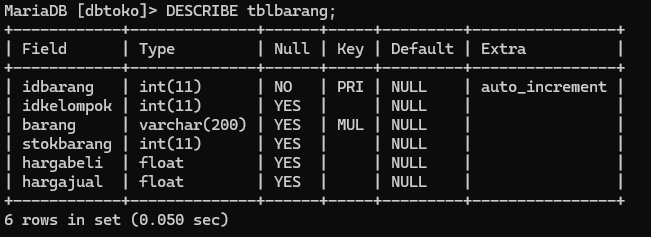 MariaDB [dbtoko]> DESCRIBE tblbarang;
+------------+--------------+------+-----+---------+----------------+
| Field      | Type         | Null | Key | Default | Extra          |
+------------+--------------+------+-----+---------+----------------+
| idbarang   | int(11)      | NO   | PRI | NULL    | auto_increment |
| idkelompok | int(11)      | YES  |     | NULL    |                |
| barang     | varchar(200) | YES  | MUL | NULL    |                |
| stokbarang | int(11)      | YES  |     | NULL    |                |
| hargabeli  | float        | YES  |     | NULL    |                |
| hargajual  | float        | YES  |     | NULL    |                |
+------------+--------------+------+-----+---------+----------------+
6 rows in set (0.050 sec)